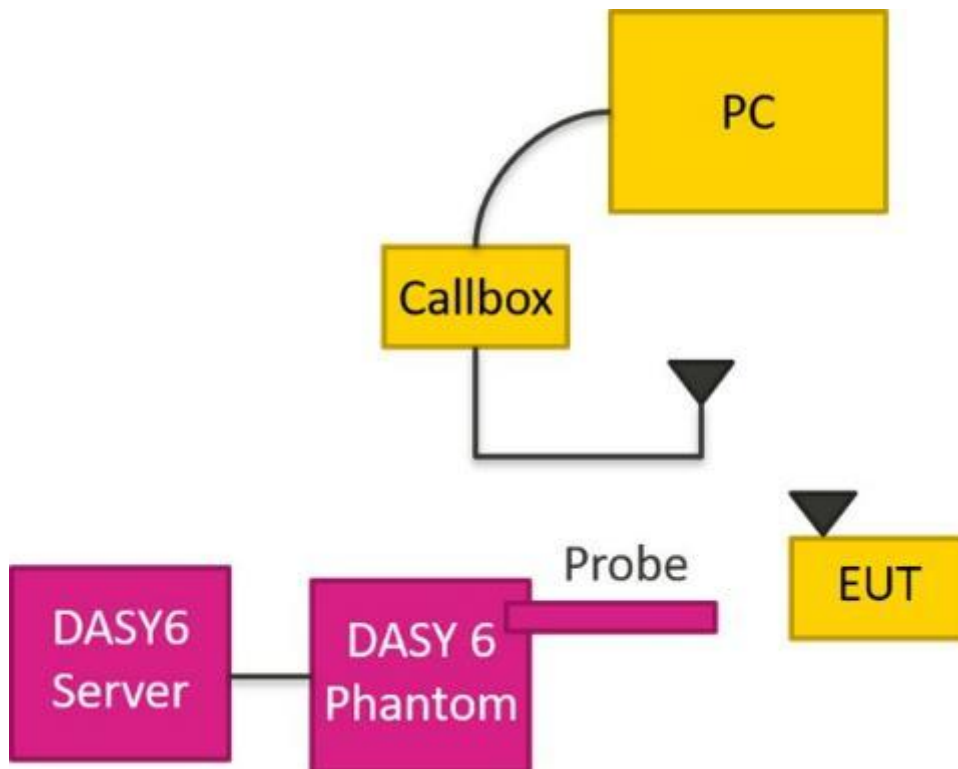 PC
Callbox
Probe
EUT
DASY6
Server
DASY 6
Phantom